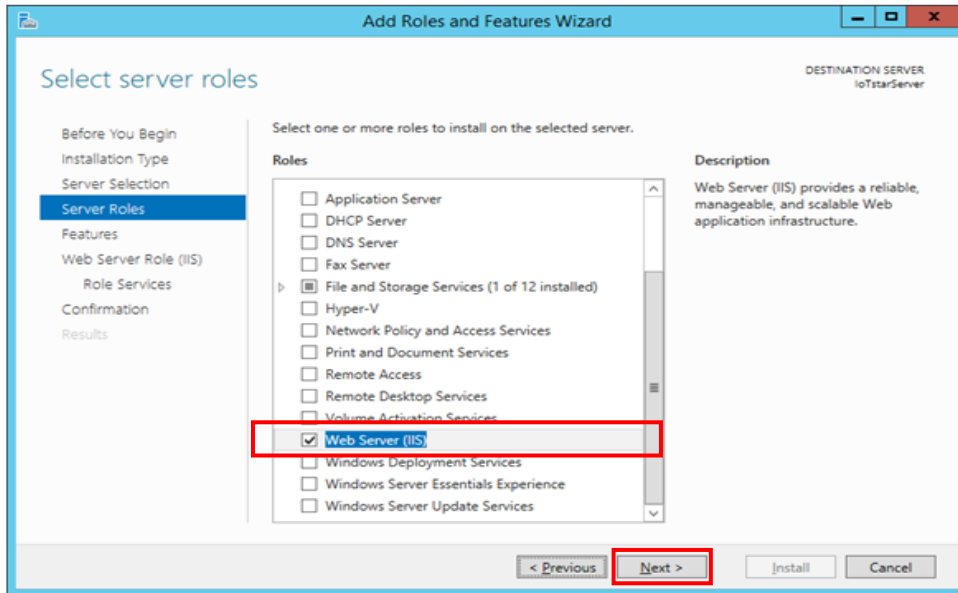 Add Roles and Features Wizard
Select server roles
DESTINATION SERVER
IoTstarServer
Before You Begin
Installation Type
Server Selection
Server Roles
Features
Web Server Role (IIS)
Role Services
Confirmation
Results
Select one or more roles to install on the selected server.
Roles
Application Server
DHCP Server
DNS Server
Fax Server
File and Storage Services (1 of 12 installed)
Hyper-V
Network Policy and Access Services
Print and Document Services
Remote Access
Remote Desktop Services
Volume Activation Services
Web Server (IIS)
Windows Deployment Services
Windows Server Essentials Experience
Windows Server Update Services
Description
Web Server (IIS) provides a reliable,
manageable, and scalable Web
application infrastructure.
< Previous
Next >
Install
Cancel